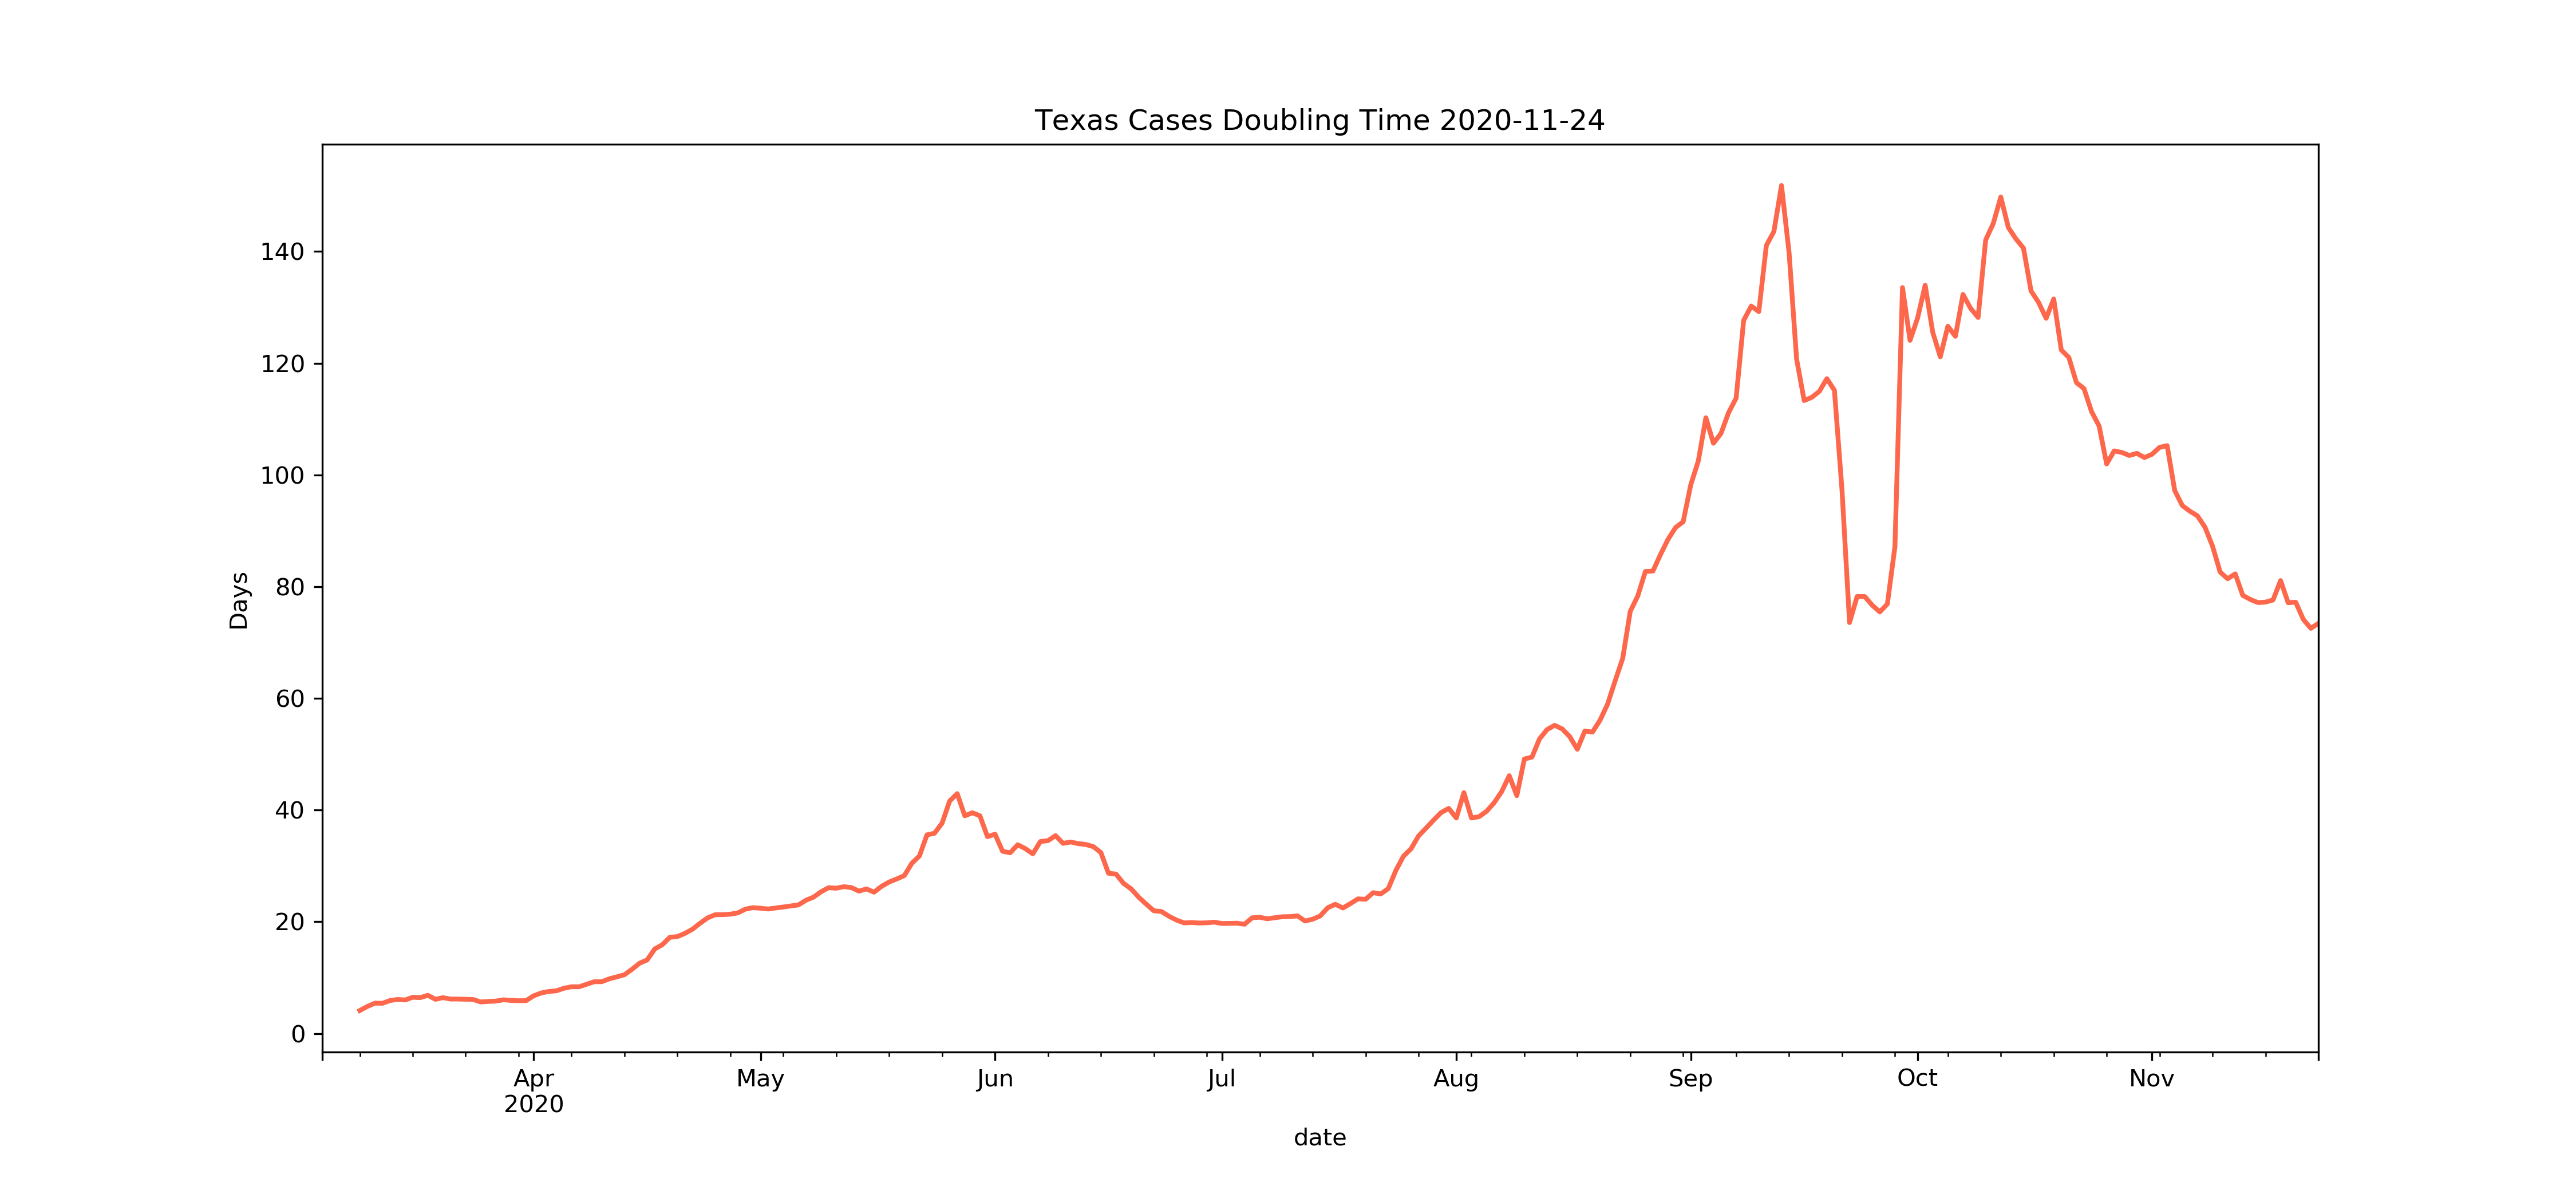 Texas Cases Doubling Time 2020-11-24
Days
140
120
100
80
60
40
20
0
Apr May Jun Jul Aug Sep Oct Nov
2020
date